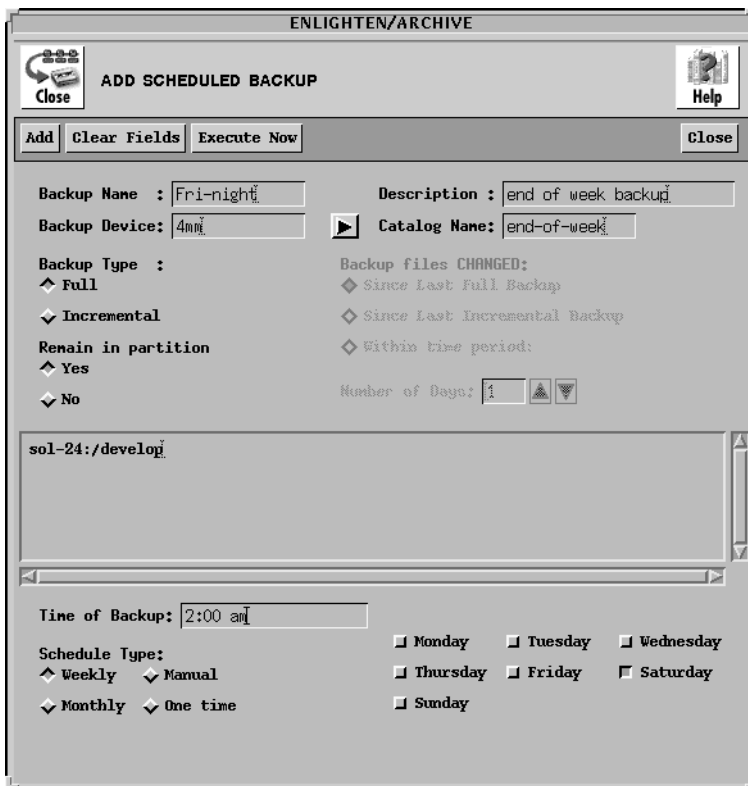 ENLIGHTEN/ARCHIVE
Close
ADD SCHEDULED BACKUP
Help
Add Clear Fields Execute Now Close
Backup Name : Fri-night Description : end of week backup
Backup Device: 4mm Catalog Name: end-of-week
Backup Type : Backup files CHANGED:
Full Since Last Full Backup
Incremental Since Last Incremental Backup
Remain in partition Within time period:
Yes
Number of Days: 1
No
sol-24:/develop
Time of Backup: 2:00 am
Monday Tuesday Wednesday
Schedule Type:
Weekly Manual Thursday Friday Saturday
Monthly One time Sunday